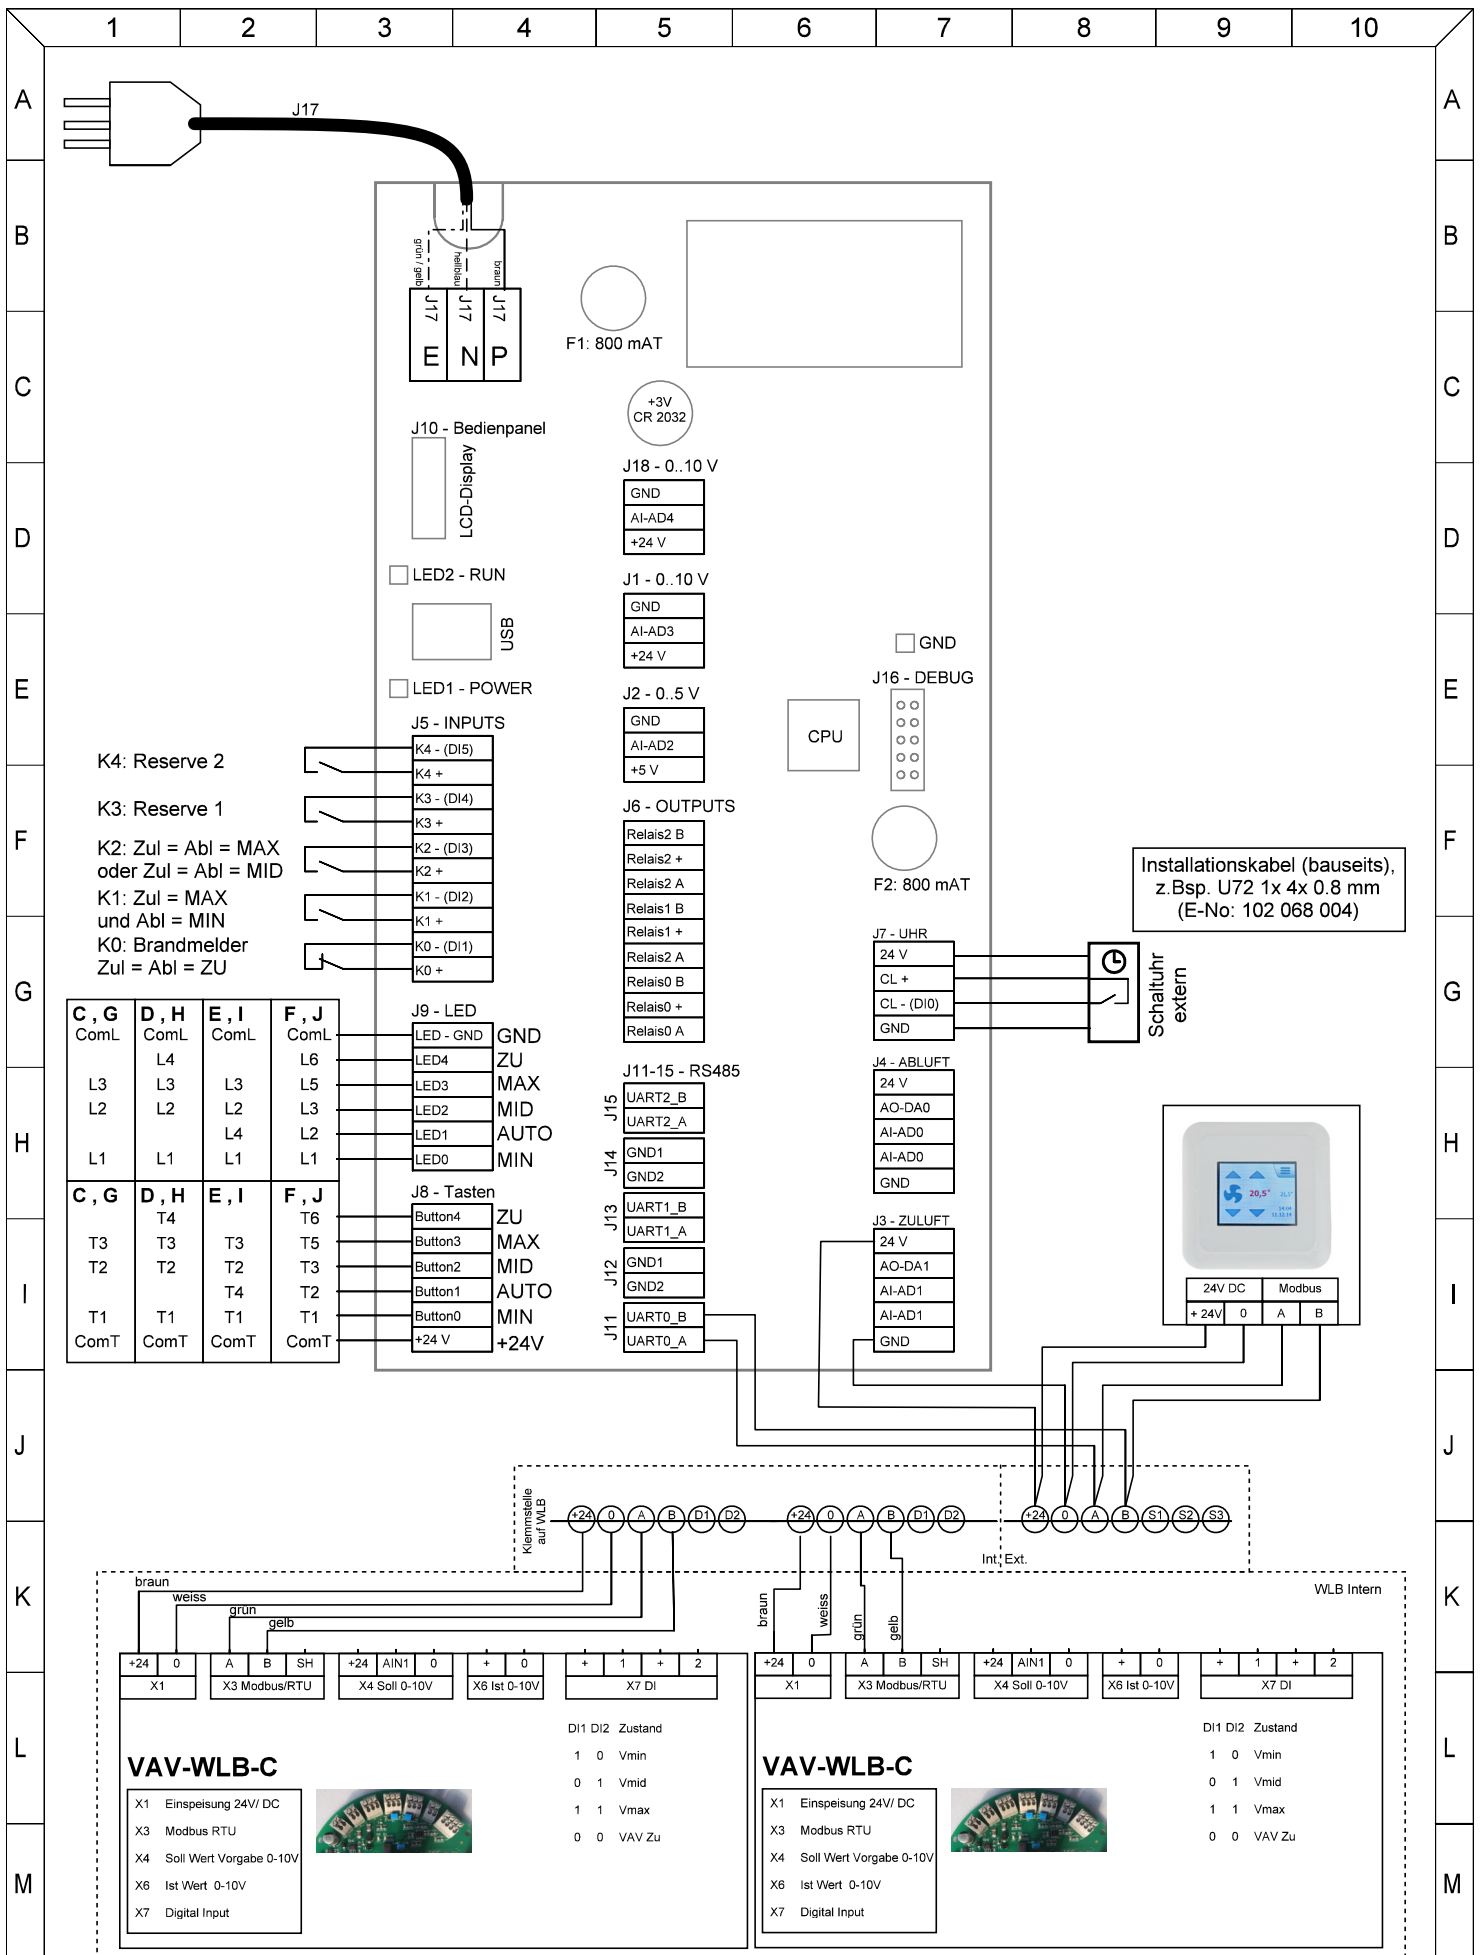 1 2 3 4 5 6 7 8 9 10
A A
J17
B B
grün / gelb
hellblau
braun
J17 J17 J17
E N P
F1: 800 mAT
C C
+3V
CR 2032
J10 - Bedienpanel
LCD-Display
J18 - 0..10 V
GND
AI-AD4
+24 V
D D
LED2 - RUN
J1 - 0..10 V
GND
AI-AD3
+24 V
USB
GND
E E
LED1 - POWER
J2 - 0..5 V
GND
AI-AD2
+5 V
J16 - DEBUG
CPU
J5 - INPUTS
K4 - (DI5)
K4 +
K3 - (DI4)
K3 +
K2 - (DI3)
K2 +
K1 - (DI2)
K1 +
K0 - (DI1)
K0 +
K4: Reserve 2
K3: Reserve 1
K2: Zul = Abl = MAX
oder Zul = Abl = MID
K1: Zul = MAX
und Abl = MIN
K0: Brandmelder
Zul = Abl = ZU
F F
J6 - OUTPUTS
Relais2 B
Relais2 +
Relais2 A
Relais1 B
Relais1 +
Relais2 A
Relais0 B
Relais0 +
Relais0 A
F2: 800 mAT
Installationskabel (bauseits),
z.Bsp. U72 1x 4x 0.8 mm
(E-No: 102 068 004)
J7 - UHR
24 V
CL +
CL - (DI0)
GND
Schaltuhr
extern
G G
C , G D , H E , I F , J
ComL ComL ComL ComL
L4 L6
L3 L3 L3 L5
L2 L2 L2 L3
L4 L2
L1 L1 L1 L1
J9 - LED
LED - GND GND
LED4 ZU
LED3 MAX
LED2 MID
LED1 AUTO
LED0 MIN
H H
C , G D , H E , I F , J
T4 T6
T3 T3 T3 T5
T2 T2 T2 T3
T4 T2
T1 T1 T1 T1
ComT ComT ComT ComT
J8 - Tasten
Button4 ZU
Button3 MAX
Button2 MID
Button1 AUTO
Button0 MIN
+24 V +24V
J11-15 - RS485
J15
UART2_B
UART2_A
J14
GND1
GND2
J13
UART1_B
UART1_A
J12
GND1
GND2
J11
UART0_B
UART0_A
J4 - ABLUFT
24 V
AO-DA0
AI-AD0
AI-AD0
GND
J3 - ZULUFT
24 V
AO-DA1
AI-AD1
AI-AD1
GND
20,5°
21,5°
14:04
24V DC Modbus
+ 24V 0 A B
I I
J J
Klemmstelle
auf WLB
+24 0 A B D1 D2 +24 0 A B D1 D2 +24 0 A B S1 S2 S3
Int. Ext.
K K
WLB Intern
braun
weiss
grün
gelb
braun
weiss
grün
gelb
+24 0 A B SH +24 AIN1 0 + 0 + 1 + 2
X1 X3 Modbus/RTU X4 Soll 0-10V X6 Ist 0-10V X7 DI
+24 0 A B SH +24 AIN1 0 + 0 + 1 + 2
X1 X3 Modbus/RTU X4 Soll 0-10V X6 Ist 0-10V X7 DI
L L
DI1 DI2 Zustand
1 0 Vmin
0 1 Vmid
1 1 Vmax
0 0 VAV Zu
VAV-WLB-C
X1 Einspeisung 24V/ DC
X3 Modbus RTU
X4 Soll Wert Vorgabe 0-10V
X6 Ist Wert 0-10V
X7 Digital Input
DI1 DI2 Zustand
1 0 Vmin
0 1 Vmid
1 1 Vmax
0 0 VAV Zu
VAV-WLB-C
X1 Einspeisung 24V/ DC
X3 Modbus RTU
X4 Soll Wert Vorgabe 0-10V
X6 Ist Wert 0-10V
X7 Digital Input
M M